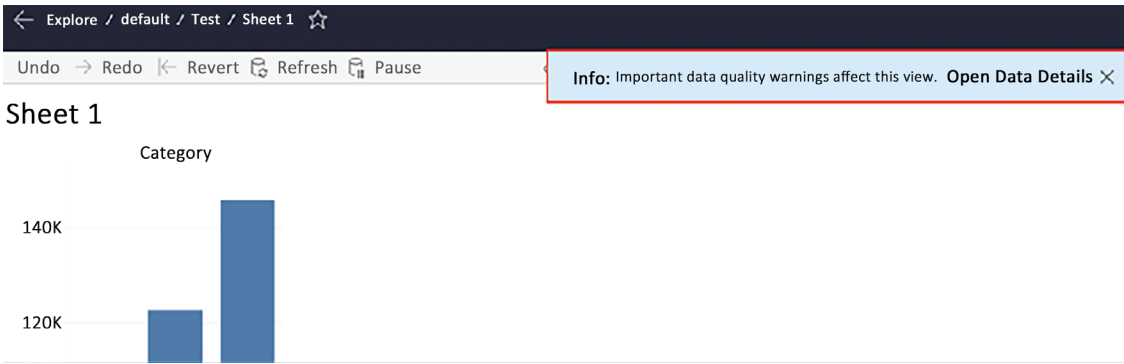 Explore / default / Test / Sheet 1
Undo Redo Revert Refresh Pause
Info: Important data quality warnings affect this view. Open Data Details
Sheet 1
Category
140K
120K